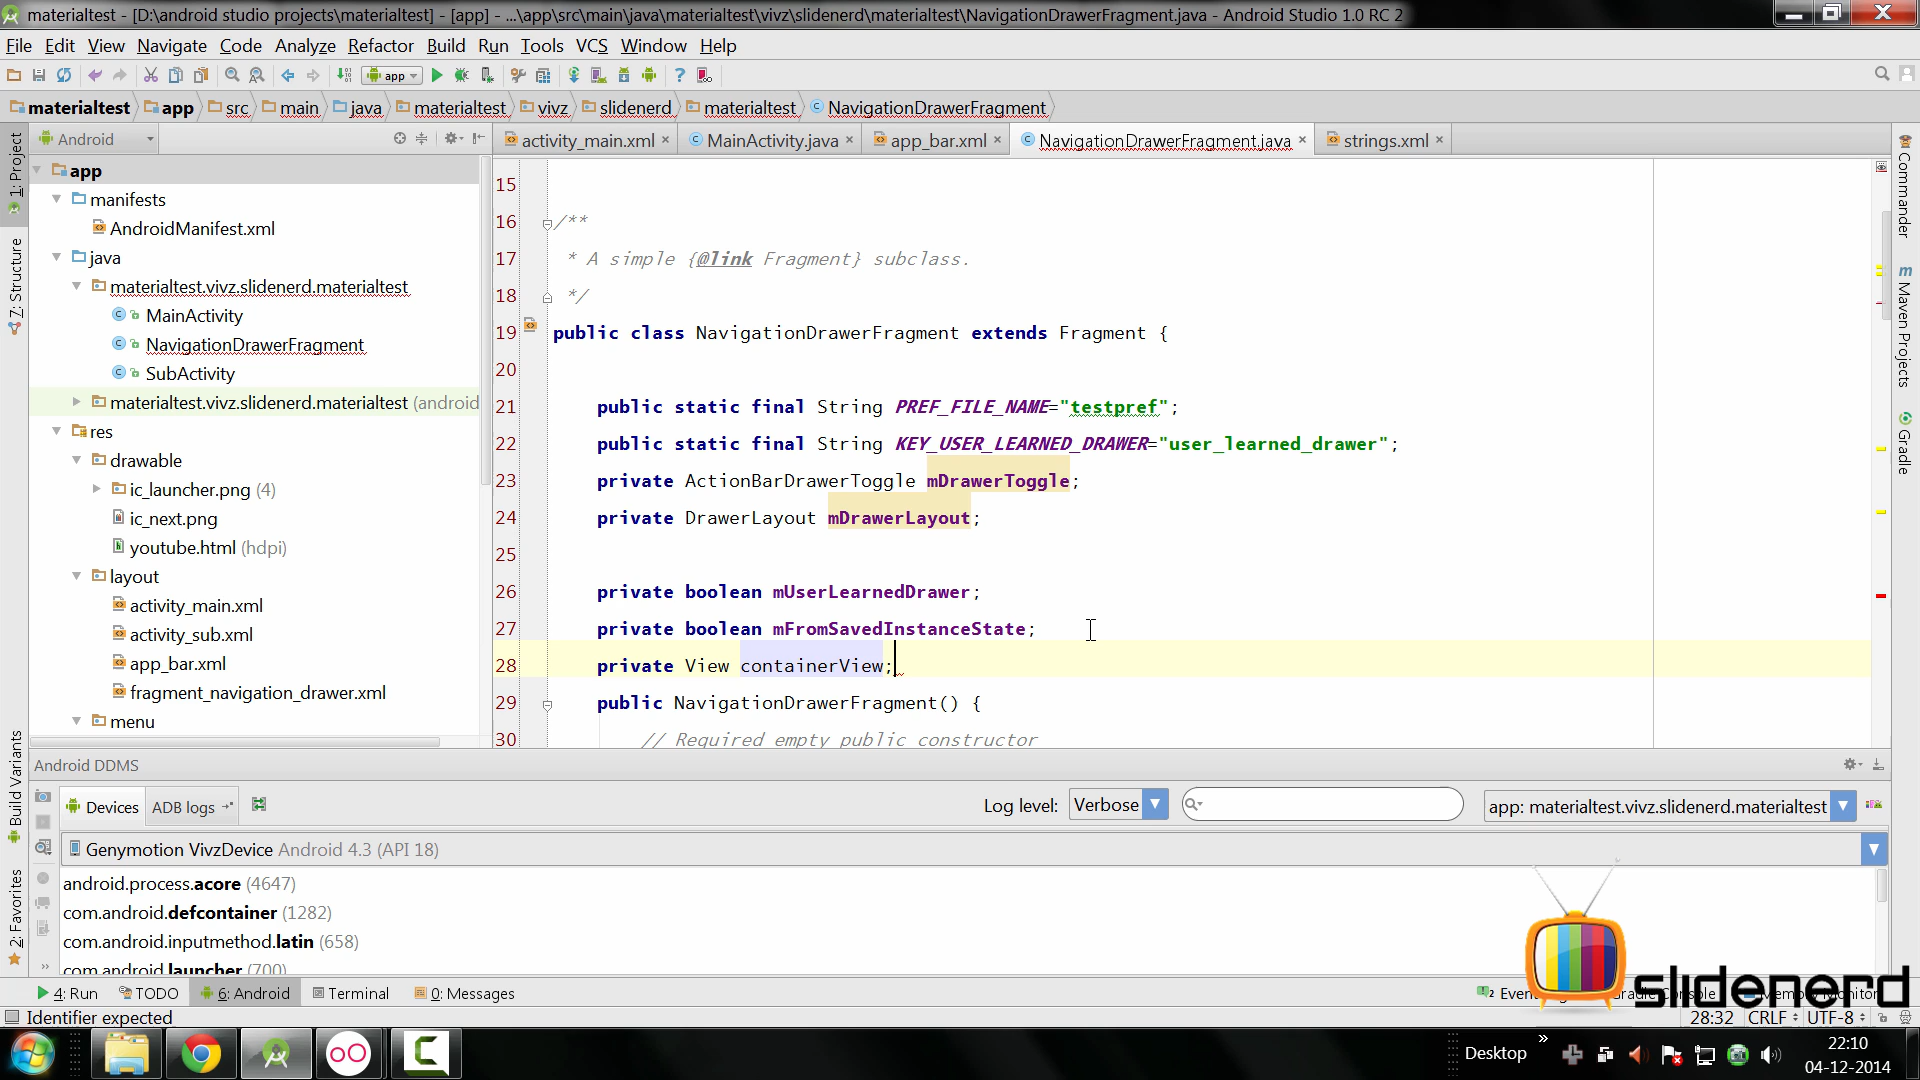 materialtest - [D:\android studio projects\materialtest] - [app] - ...\app\src\main\java\materialtest\vivz\slidenerd\materialtest\NavigationDrawerFragment.java - Android Studio 1.0 RC 2
File Edit View Navigate Code Analyze Refactor Build Run Tools VCS Window Help
app
materialtest app src main java materialtest vivz slidenerd materialtest NavigationDrawerFragment
Android activity_main.xml MainActivity.java app_bar.xml NavigationDrawerFragment.java strings.xml
1: Project
7: Structure
Build Variants
2: Favorites
app
manifests
AndroidManifest.xml
java
materialtest.vivz.slidenerd.materialtest
MainActivity
NavigationDrawerFragment
SubActivity
materialtest.vivz.slidenerd.materialtest (android
res
drawable
ic_launcher.png (4)
ic_next.png
youtube.html (hdpi)
layout
activity_main.xml
activity_sub.xml
app_bar.xml
fragment_navigation_drawer.xml
menu
15
16 /**
17 * A simple {@link Fragment} subclass.
18 */
19 public class NavigationDrawerFragment extends Fragment {
20
21 public static final String PREF_FILE_NAME="testpref";
22 public static final String KEY_USER_LEARNED_DRAWER="user_learned_drawer";
23 private ActionBarDrawerToggle mDrawerToggle;
24 private DrawerLayout mDrawerLayout;
25
26 private boolean mUserLearnedDrawer;
27 private boolean mFromSavedInstanceState;
28 private View containerView;
29 public NavigationDrawerFragment() {
30 // Required empty public constructor
Commander
Maven Projects
Gradle
Android DDMS
Devices ADB logs Log level: Verbose app: materialtest.vivz.slidenerd.materialtest
Genymotion VivzDevice Android 4.3 (API 18)
android.process.acore (4647)
com.android.defcontainer (1282)
com.android.inputmethod.latin (658)
com.android.launcher (700)
slidenerd
4: Run TODO 6: Android Terminal 0: Messages
Identifier expected 28:32 CRLF UTF-8
Desktop
22:10
04-12-2014